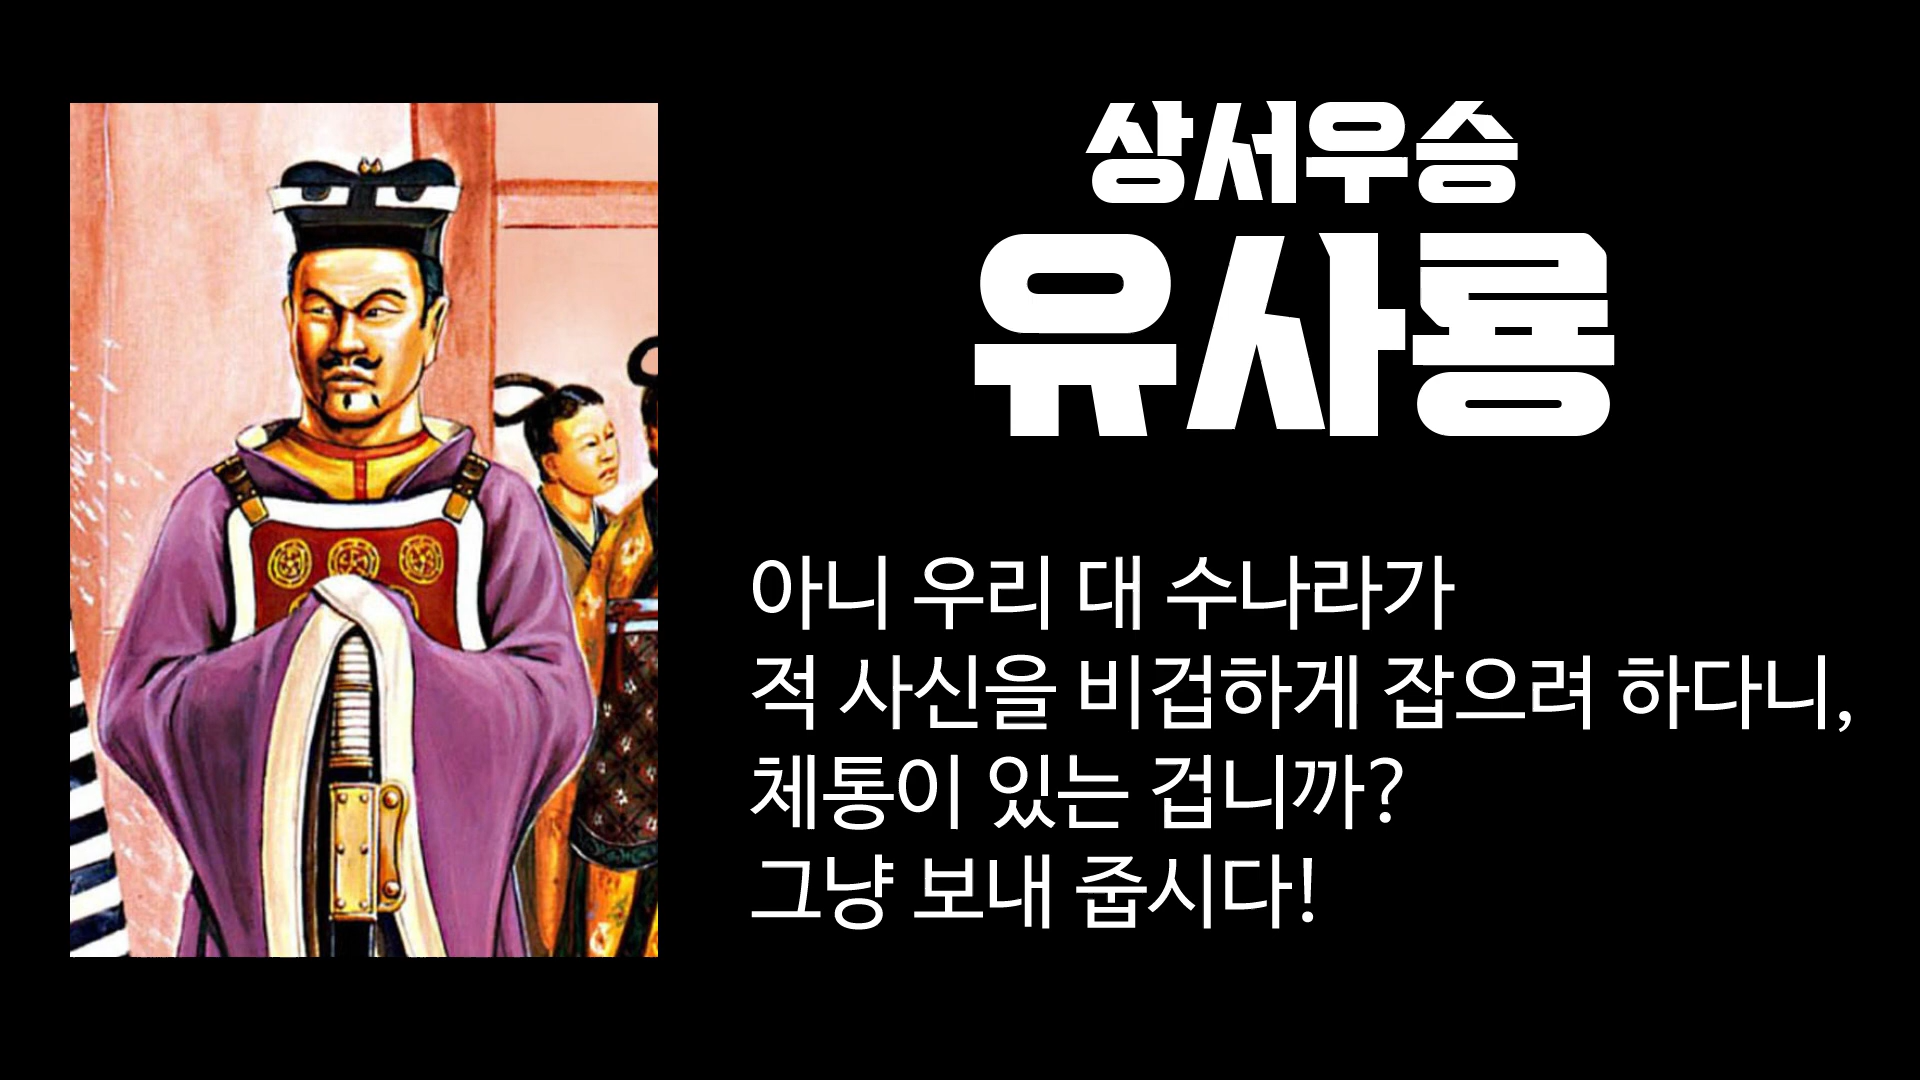 상서우승
유사룡
아니 우리 대 수나라가
적 사신을 비겁하게 잡으려 하다니,
체통이 있는 겁니까?
그냥 보내 줍시다!